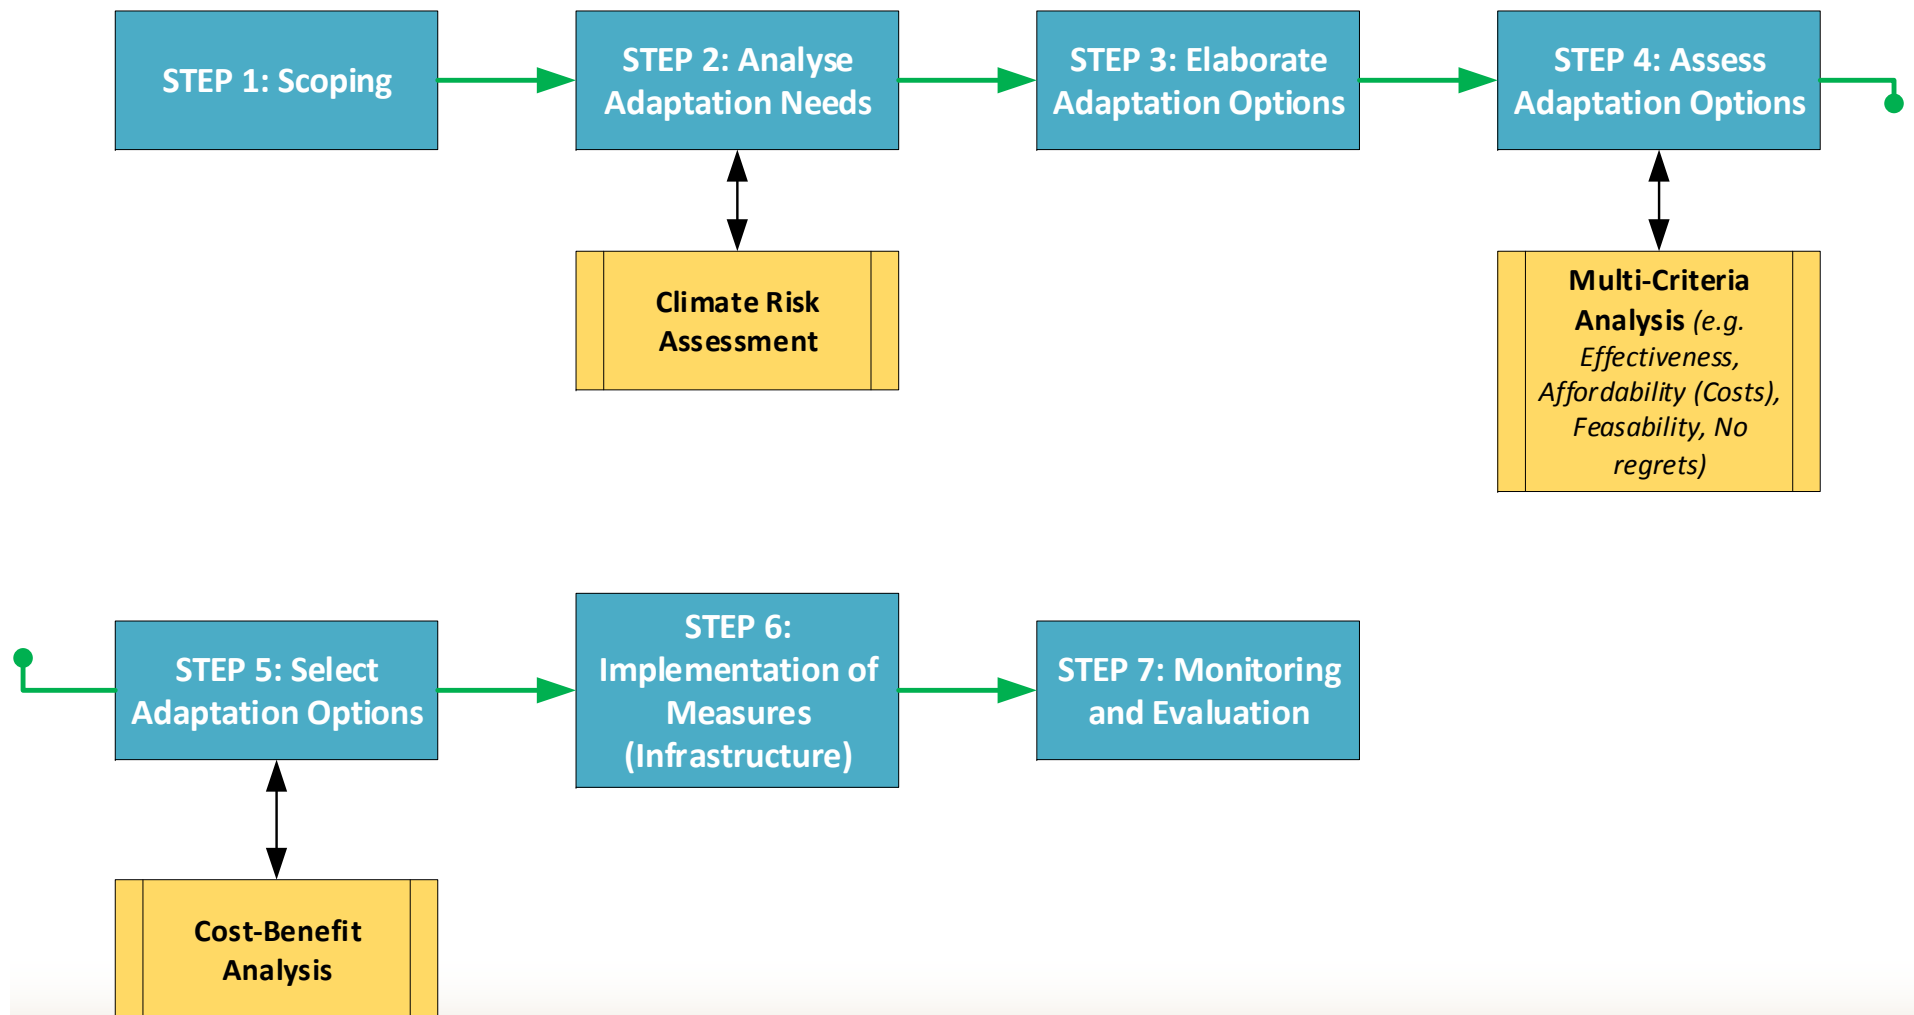 STEP 1: Scoping
STEP 2: Analyse
Adaptation Needs
STEP 3: Elaborate
Adaptation Options
STEP 4: Assess
Adaptation Options
Climate Risk
Assessment
Multi-Criteria
Analysis (e.g.
Effectiveness,
Affordability (Costs),
Feasability, No
regrets)
STEP 5: Select
Adaptation Options
STEP 6:
Implementation of
Measures
(Infrastructure)
STEP 7: Monitoring
and Evaluation
Cost-Benefit
Analysis